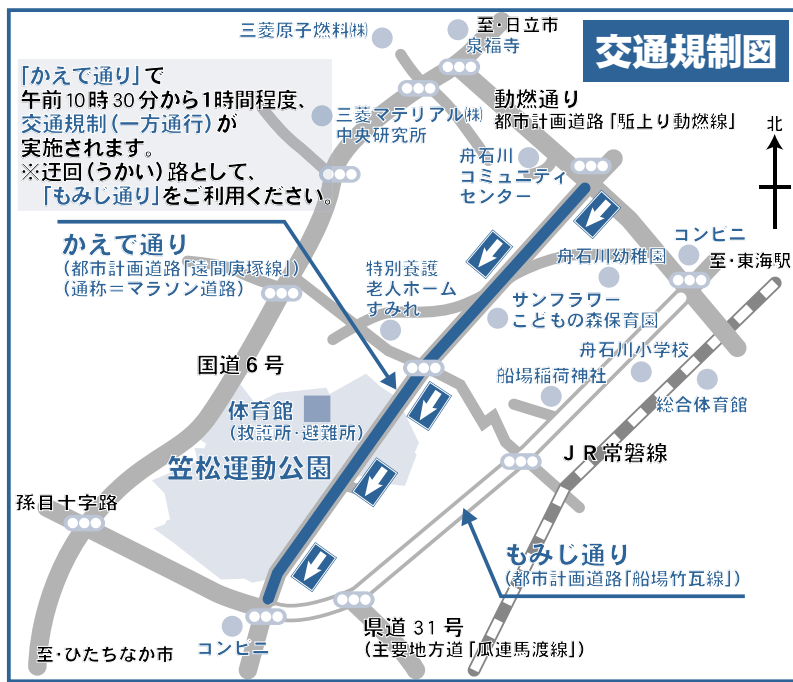 交通規制図
三菱原子燃料㈱
至・日立市
泉福寺
「かえで通り」で
午前10時30分から1時間程度、
交通規制(一方通行)が
実施されます。
※迂回(うかい)路として、
「もみじ通り」をご利用ください。
三菱マテリアル㈱
中央研究所
動燃通り
都市計画道路「駈上り動燃線」
北
舟石川
コミュニティ
センター
かえで通り
(都市計画道路「遠間庚塚線」)
(通称=マラソン道路)
特別養護
老人ホーム
すみれ
舟石川幼稚園
コンビニ
至・東海駅
サンフラワー
こどもの森保育園
舟石川小学校
国道6号
船場稲荷神社
総合体育館
体育館
(救護所・避難所)
笠松運動公園
JR常磐線
孫目十字路
もみじ通り
(都市計画道路「船場竹瓦線」)
県道31号
(主要地方道「瓜連馬渡線」)
コンビニ
至・ひたちなか市